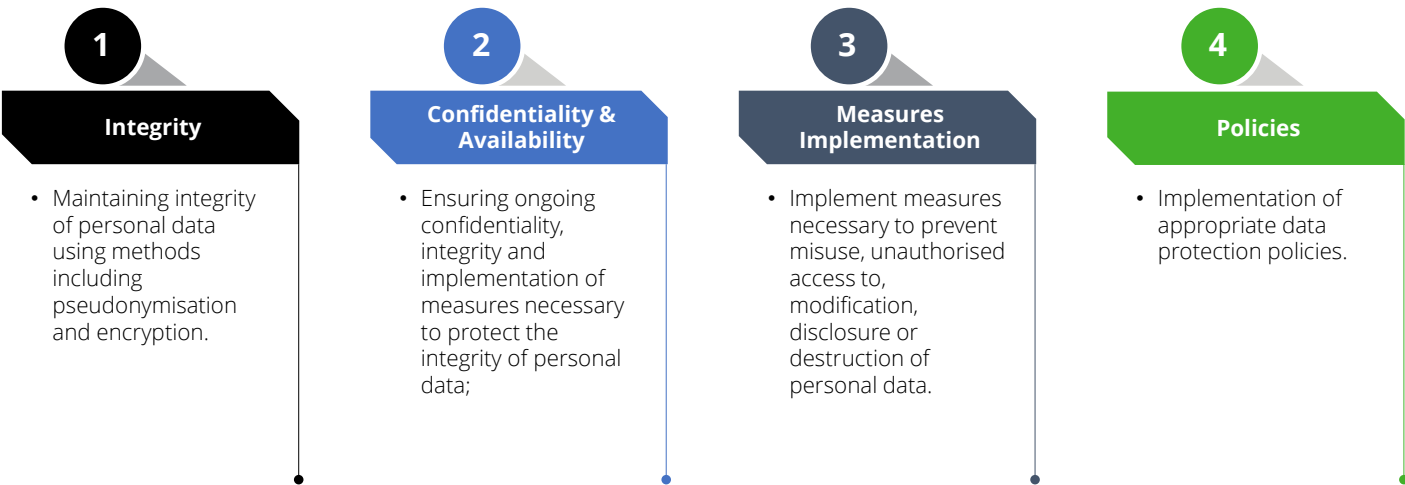 1
Integrity
• Maintaining integrity
of personal data
using methods
including
pseudonymisation
and encryption.
2
Confidentiality &
Availability
• Ensuring ongoing
confidentiality,
integrity and
implementation of
measures necessary
to protect the
integrity of personal
data;
3
Measures
Implementation
• Implement measures
necessary to prevent
misuse, unauthorised
access to,
modification,
disclosure or
destruction of
personal data.
4
Policies
• Implementation of
appropriate data
protection policies.